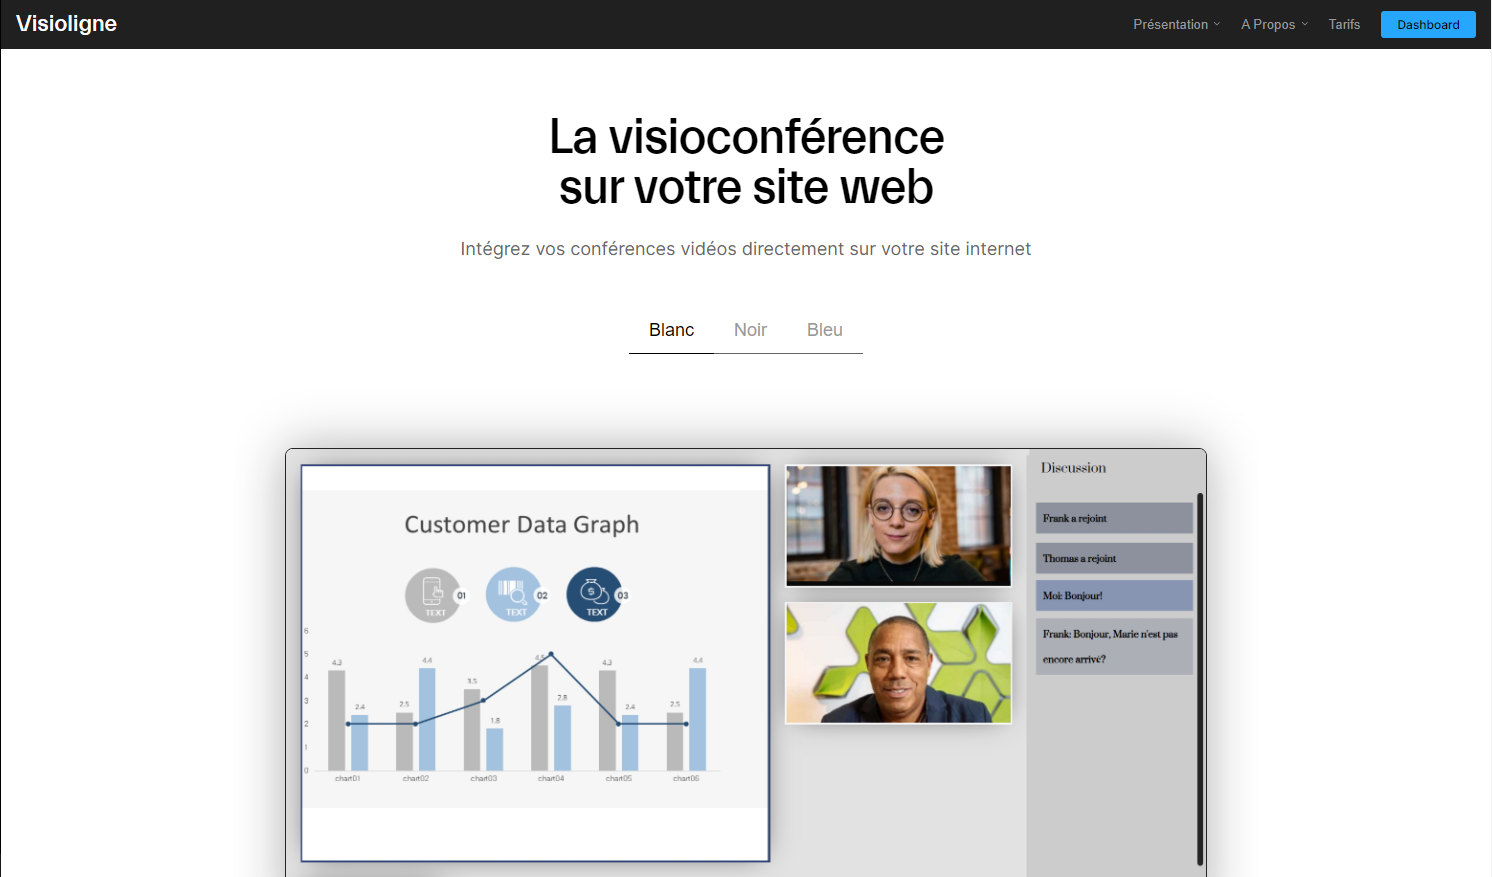 Visioligne
Présentation
A Propos
Tarifs
Dashboard
La visioconférence
sur votre site web
Intégrez vos conférences vidéos directement sur votre site internet
Blanc
Noir
Bleu
Customer Data Graph
01
TEXT
02
TEXT
03
TEXT
6
5
4
3
2
1
0
4.3
2.4
2.5
4.4
3.5
1.8
4.5
2.8
4.3
2.4
2.5
4.4
chart01
chart02
chart03
chart04
chart05
chart06
Discussion
Frank a rejoint
Thomas a rejoint
Moi: Bonjour!
Frank: Bonjour, Marie n'est pas
encore arrivé?